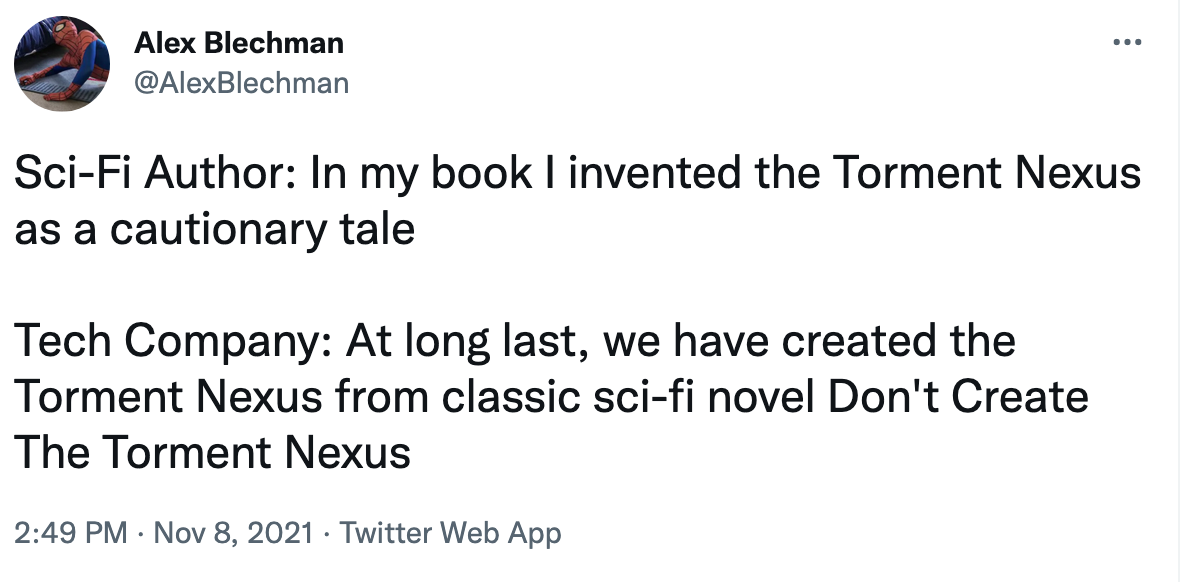 Alex Blechman
@AlexBlechman
Sci-Fi Author: In my book I invented the Torment Nexus
as a cautionary tale
Tech Company: At long last, we have created the
Torment Nexus from classic sci-fi novel Don't Create
The Torment Nexus
2:49 PM · Nov 8, 2021 · Twitter Web App